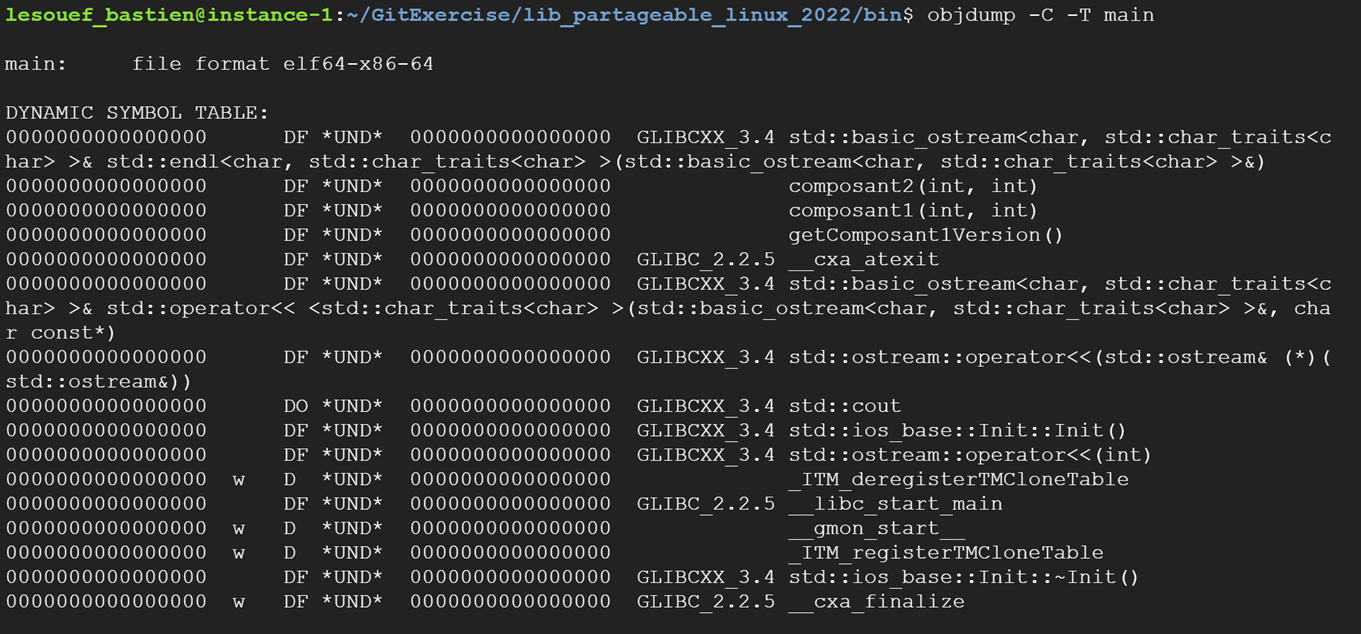 lesouef_bastien@instance-1:~/GitExercise/lib_partageable_linux_2022/bin$ objdump -C -T main
main:     file format elf64-x86-64
DYNAMIC SYMBOL TABLE:
0000000000000000      DF *UND*  0000000000000000  GLIBCXX_3.4 std::basic_ostream<char, std::char_traits<c
har> >& std::endl<char, std::char_traits<char> >(std::basic_ostream<char, std::char_traits<char> >&)
0000000000000000      DF *UND*  0000000000000000              composant2(int, int)
0000000000000000      DF *UND*  0000000000000000              composant1(int, int)
0000000000000000      DF *UND*  0000000000000000              getComposant1Version()
0000000000000000      DF *UND*  0000000000000000  GLIBC_2.2.5 __cxa_atexit
0000000000000000      DF *UND*  0000000000000000  GLIBCXX_3.4 std::basic_ostream<char, std::char_traits<c
har> >& std::operator<< <std::char_traits<char> >(std::basic_ostream<char, std::char_traits<char> >&, cha
r const*)
0000000000000000      DF *UND*  0000000000000000  GLIBCXX_3.4 std::ostream::operator<<(std::ostream& (*)(
std::ostream&))
0000000000000000      DO *UND*  0000000000000000  GLIBCXX_3.4 std::cout
0000000000000000      DF *UND*  0000000000000000  GLIBCXX_3.4 std::ios_base::Init::Init()
0000000000000000      DF *UND*  0000000000000000  GLIBCXX_3.4 std::ostream::operator<<(int)
0000000000000000  w   D  *UND*  0000000000000000              _ITM_deregisterTMCloneTable
0000000000000000      DF *UND*  0000000000000000  GLIBC_2.2.5 __libc_start_main
0000000000000000  w   D  *UND*  0000000000000000              __gmon_start__
0000000000000000  w   D  *UND*  0000000000000000              _ITM_registerTMCloneTable
0000000000000000      DF *UND*  0000000000000000  GLIBCXX_3.4 std::ios_base::Init::~Init()
0000000000000000  w   DF *UND*  0000000000000000  GLIBC_2.2.5 __cxa_finalize